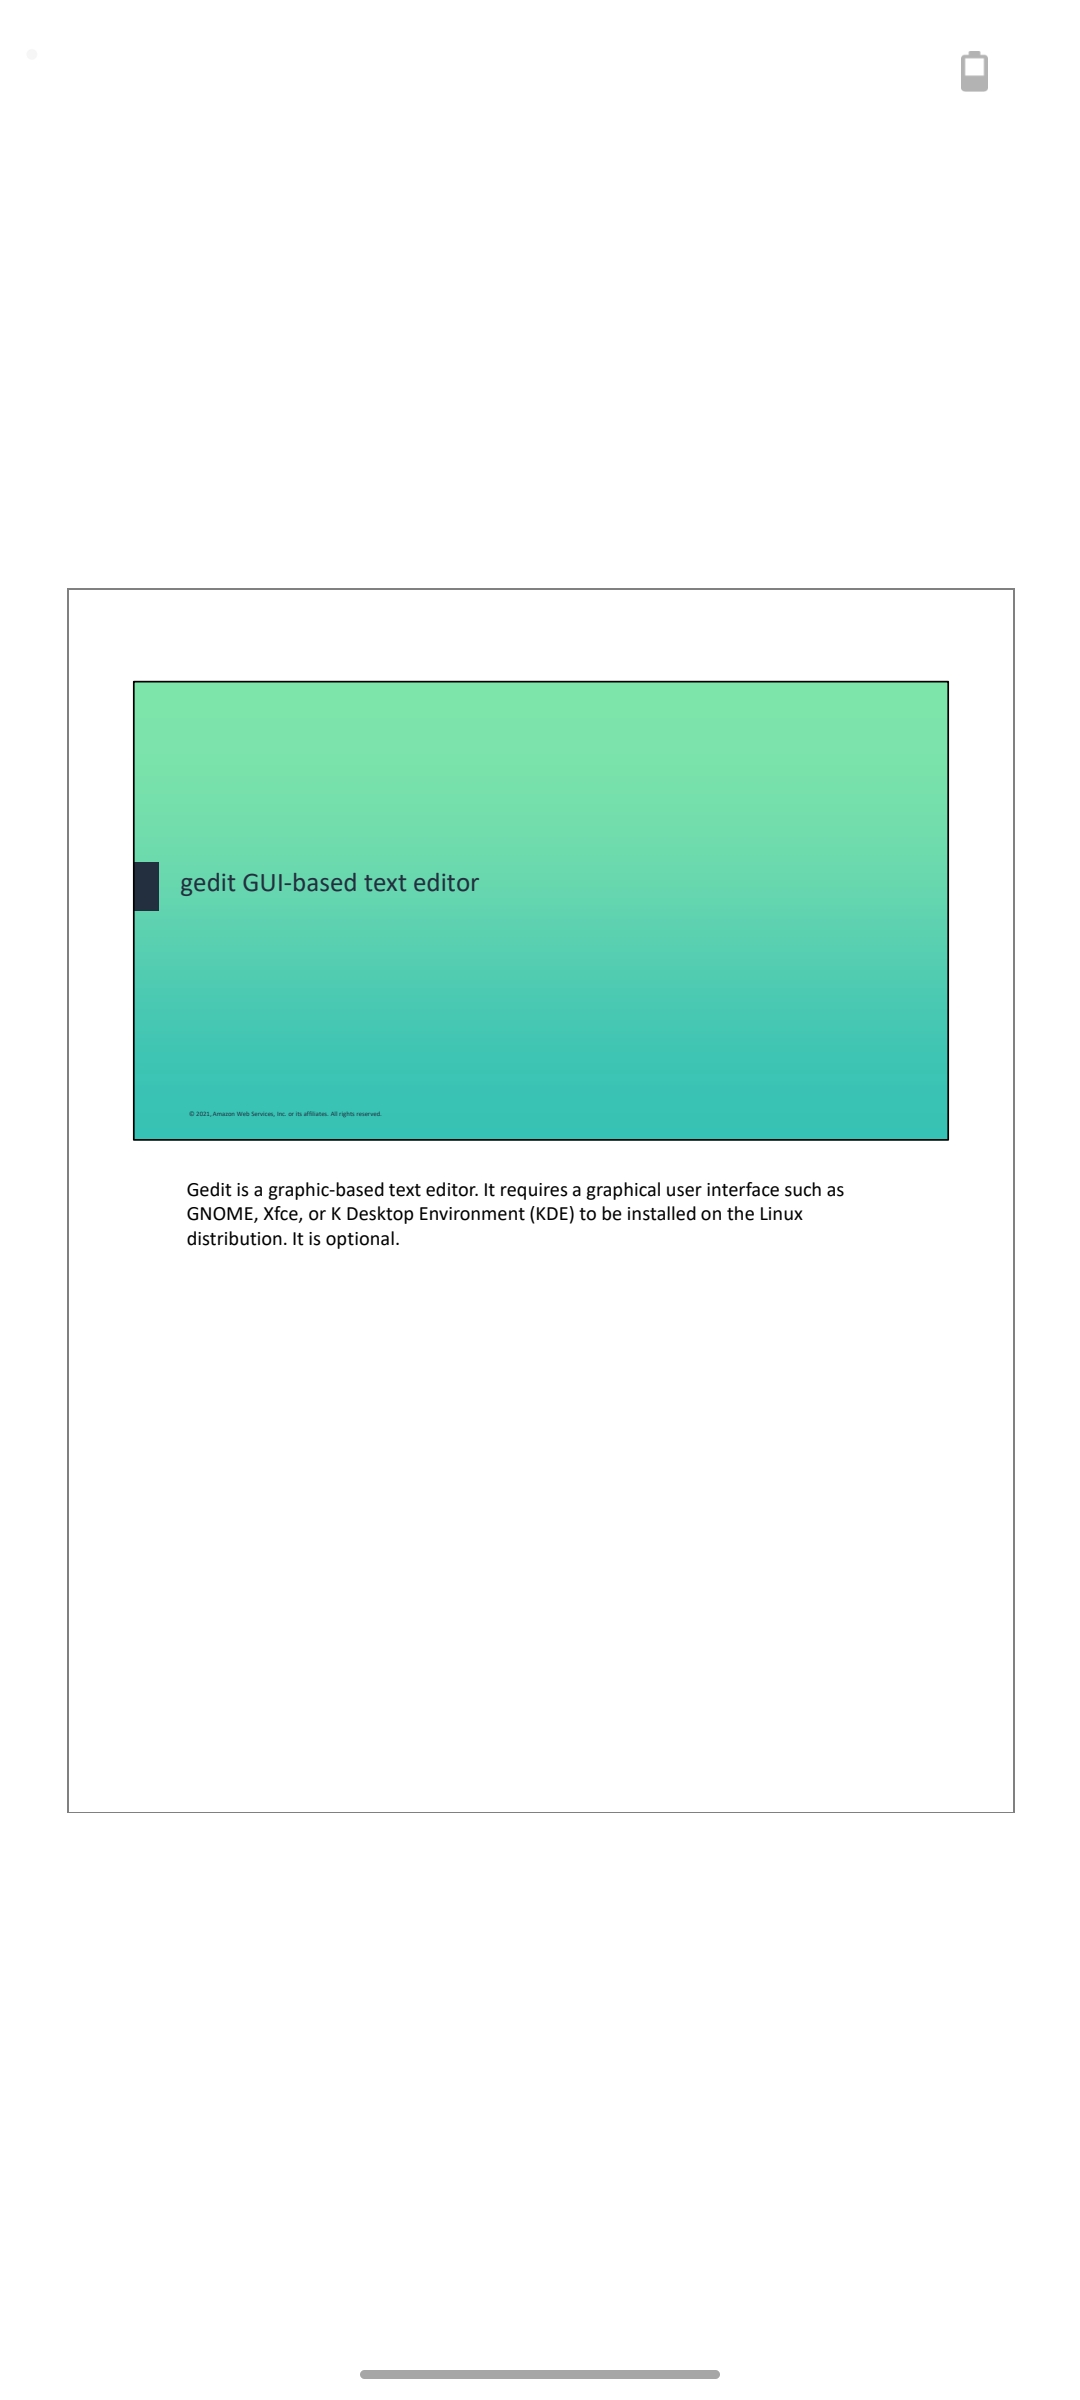 gedit GUI-based text editor
© 2021, Amazon Web Services, Inc. or its affiliates. All rights reserved.
Gedit is a graphic-based text editor. It requires a graphical user interface such as
GNOME, Xfce, or K Desktop Environment (KDE) to be installed on the Linux
distribution. It is optional.